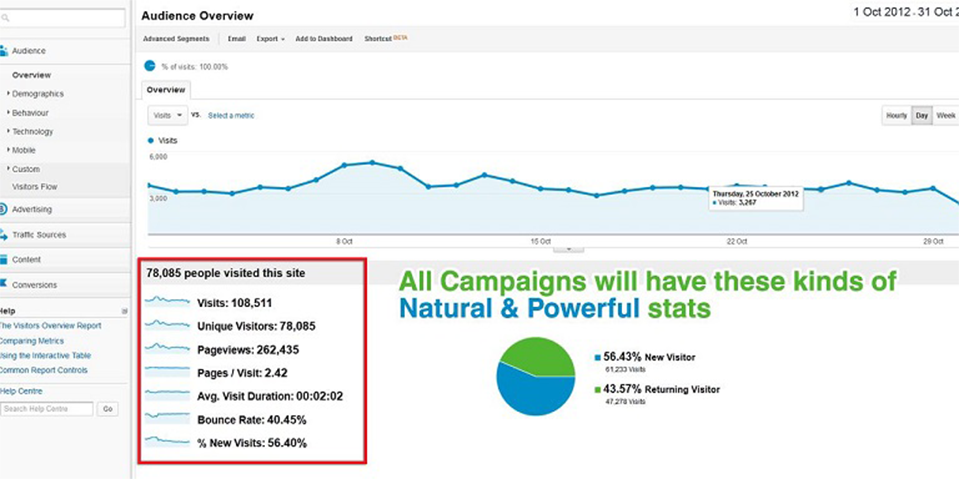 Audience Overview
1 Oct 2012 - 31 Oct 2
Advanced Segments Email Export Add to Dashboard Shortcut BETA
% of visits: 100.00%
Overview
Visits vs. Select a metric
Hourly Day Week
Visits
6,000
3,000
Thursday, 25 October 2012
Visits: 3,267
8 Oct 15 Oct 22 Oct 29 Oct
Audience
Overview
Demographics
Behaviour
Technology
Mobile
Custom
Visitors Flow
Advertising
Traffic Sources
Content
Conversions
Help
The Visitors Overview Report
Comparing Metrics
Using the Interactive Table
Common Report Controls
Help Centre
Search Help Centre Go
78,085 people visited this site
Visits: 108,511
Unique Visitors: 78,085
Pageviews: 262,435
Pages / Visit: 2.42
Avg. Visit Duration: 00:02:02
Bounce Rate: 40.45%
% New Visits: 56.40%
All Campaigns will have these kinds of
Natural & Powerful stats
56.43% New Visitor
61,233 Visits
43.57% Returning Visitor
47,278 Visits